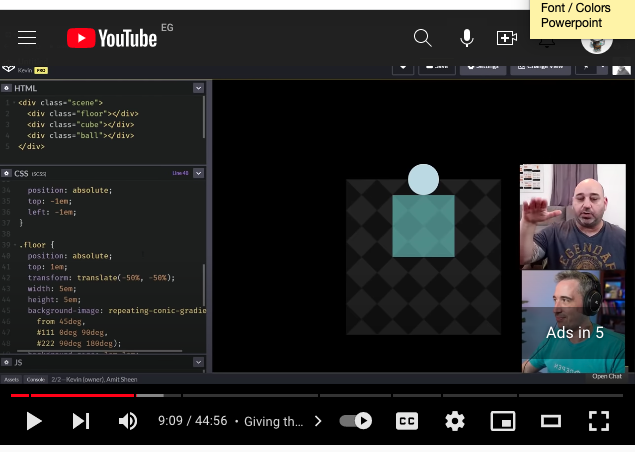 Font / Colors
Powerpoint
YouTube EG
Kevin PRO
Save
Settings
Change View
HTML
1 <div class="scene">
2 <div class="floor"></div>
3 <div class="cube"></div>
4 <div class="ball"></div>
5 </div>
CSS (SCSS)
Line 49
34 position: absolute;
35 top: -1em;
36 left: -1em;
37 }
38
39 .floor {
40 position: absolute;
41 top: 1em;
42 transform: translate(-50%, -50%);
43 width: 5em;
44 height: 5em;
45 background-image: repeating-conic-gradie
46 from 45deg,
47 #111 0deg 90deg,
48 #222 90deg 180deg);
JS
LEGENDAR
Ads in 5
Assets Console 2/2 - Kevin (owner), Amit Sheen
Open Chat
9:09 / 44:56 • Giving th...
CC